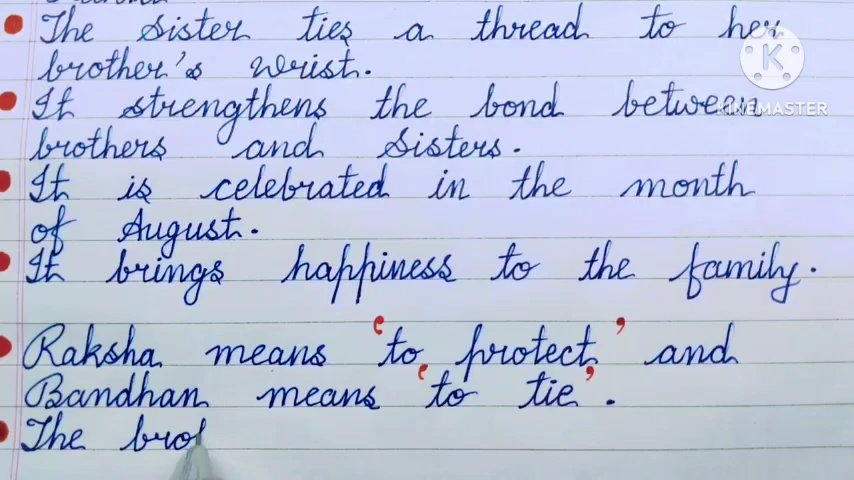 The Sister ties a thread to her
brother's wrist.
It strengthens the bond between
brothers and Sisters.
It is celebrated in the month
of August.
It brings happiness to the family.
Raksha means 'to protect' and
Bandhan means 'to tie'.
The bro
K
KINEMASTER